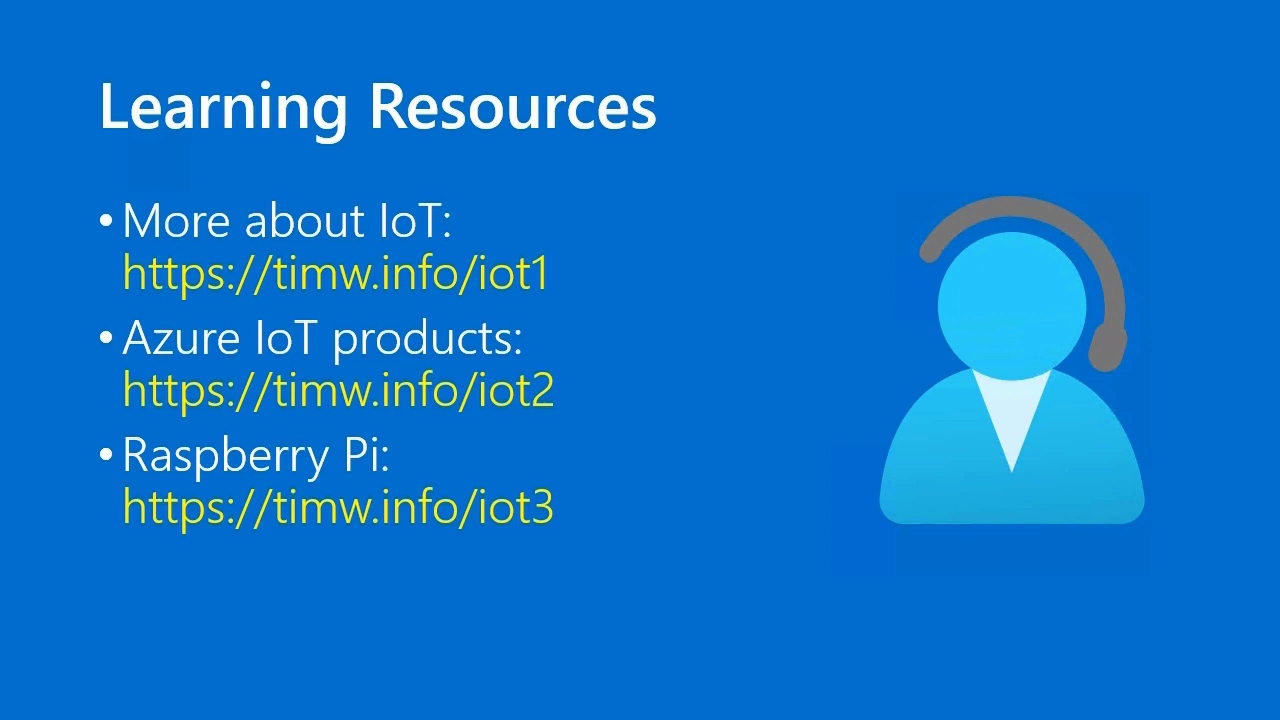 Learning Resources
• More about IoT:
https://timw.info/iot1
• Azure IoT products:
https://timw.info/iot2
• Raspberry Pi:
https://timw.info/iot3